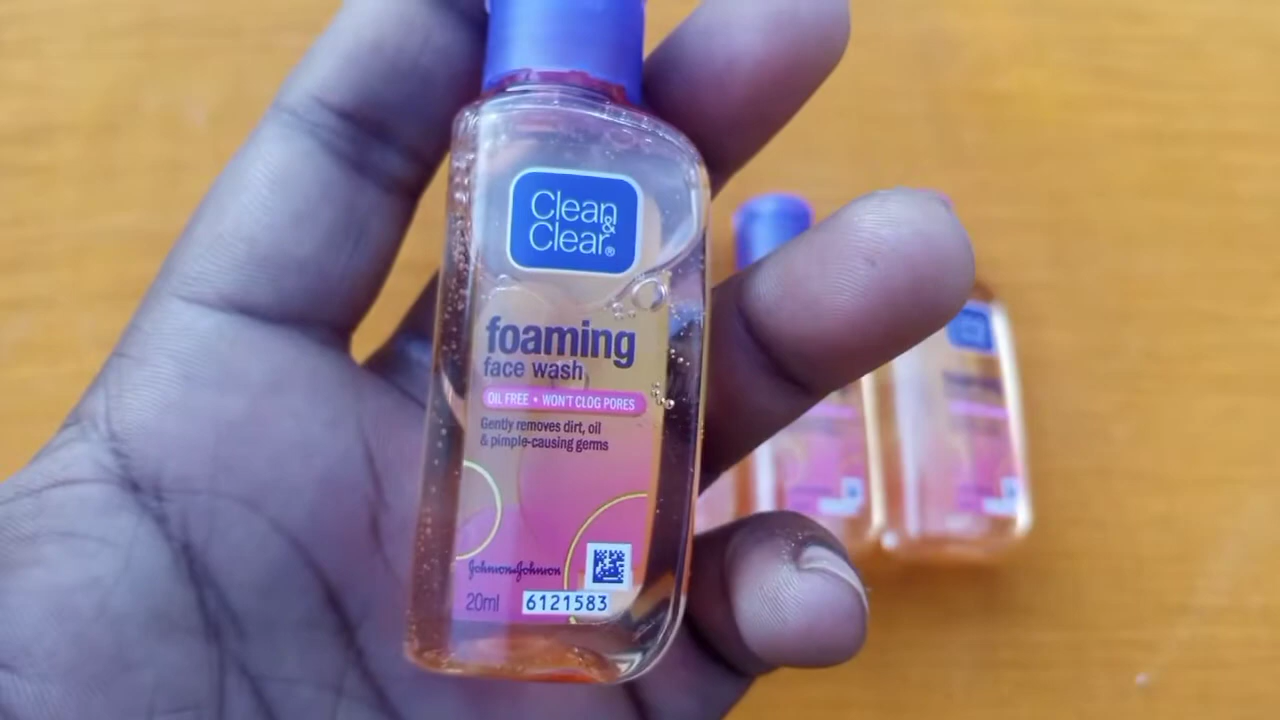 Clean
&
Clear®
foaming
face wash
OIL FREE • WON'T CLOG PORES
Gently removes dirt, oil
& pimple-causing germs
Johnson&Johnson
20ml 6121583